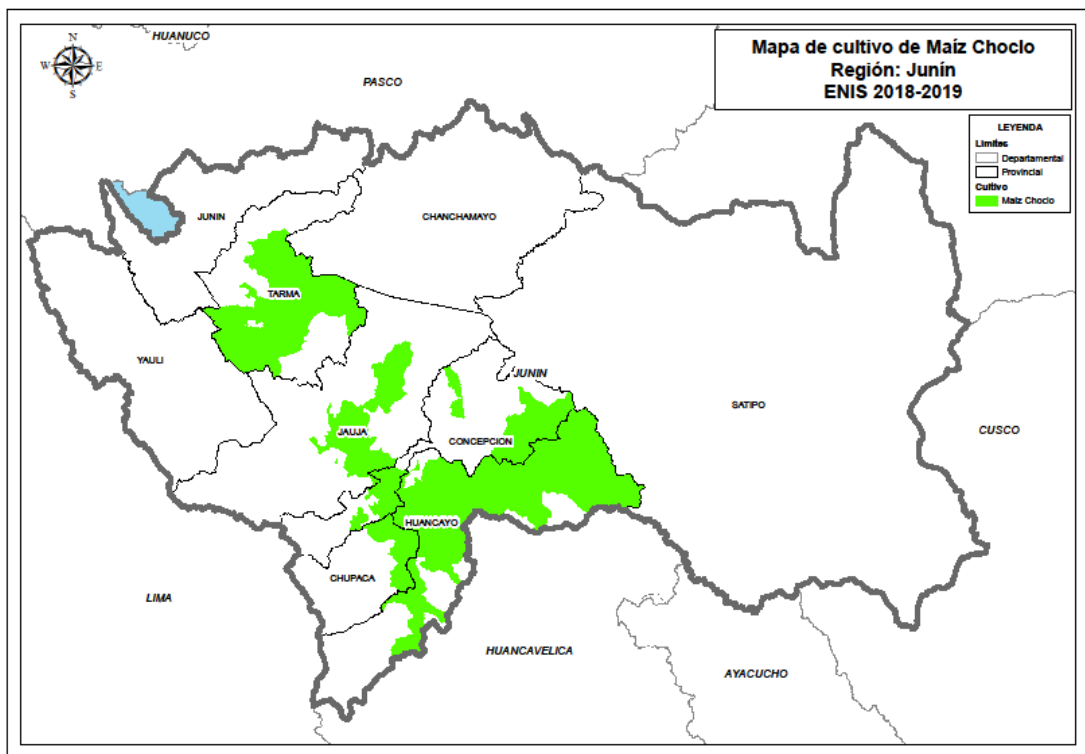 Mapa de cultivo de Maíz Choclo
Región: Junín
ENIS 2018-2019
LEYENDA
Limites
Departamental
Provincial
Cultivo
Maíz Choclo
N
W
E
S
HUANUCO
PASCO
JUNIN
CHANCHAMAYO
TARMA
YAULI
JUNIN
SATIPO
JAUJA
CONCEPCION
CUSCO
HUANCAYO
CHUPACA
LIMA
HUANCAVELICA
AYACUCHO